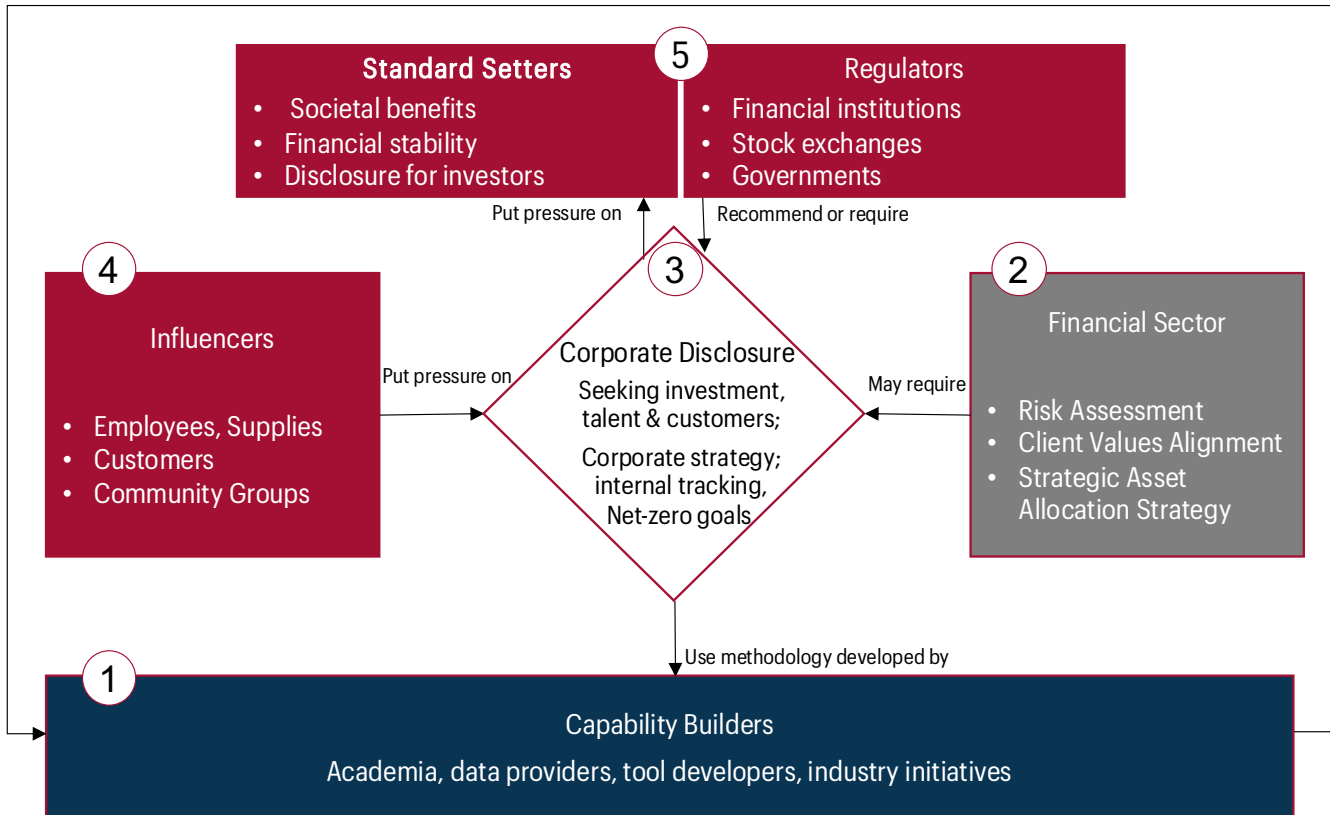 5
Standard Setters
• Societal benefits
• Financial stability
• Disclosure for investors
Regulators
• Financial institutions
• Stock exchanges
• Governments
Put pressure on
Recommend or require
4
Influencers
• Employees, Supplies
• Customers
• Community Groups
Put pressure on
3
Corporate Disclosure
Seeking investment,
talent & customers;
Corporate strategy;
internal tracking,
Net-zero goals
May require
2
Financial Sector
• Risk Assessment
• Client Values Alignment
• Strategic Asset
Allocation Strategy
Use methodology developed by
1
Capability Builders
Academia, data providers, tool developers, industry initiatives